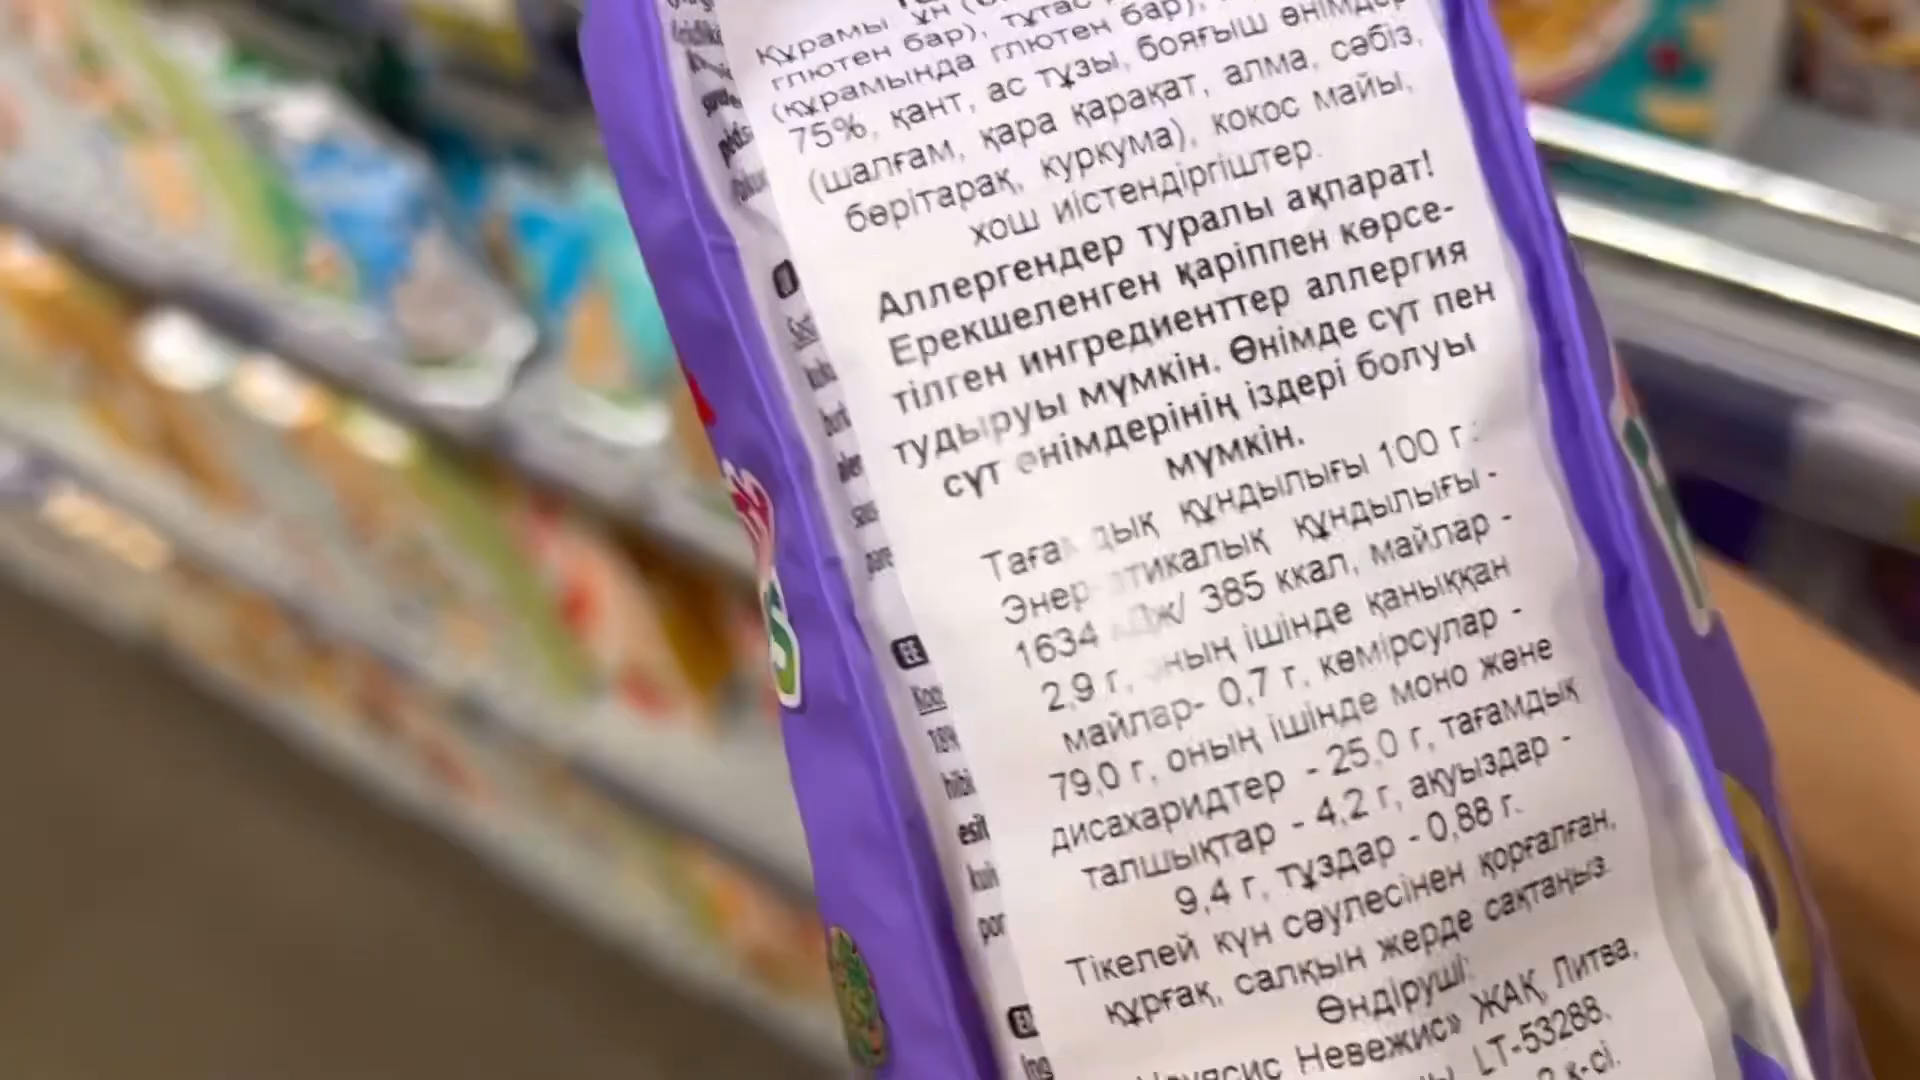 Құрамы: ұн
глютен бар), тұтас
(құрамында глютен бар),
75%, қант, ас тұзы, бояғыш өнімдер
(шалғам, қара қарақат, алма, сәбіз,
бөрітарақ, куркума), кокос майы,
хош иістендіргіштер.
Аллергендер туралы ақпарат!
Ерекшеленген қаріппен көрсе-
тілген ингредиенттер аллергия
тудыруы мүмкін. Өнімде сүт пен
сүт өнімдерінің іздері болуы
мүмкін.
Тағамдық құндылығы 100 г:
Энергетикалық құндылығы -
1634 кДж/ 385 ккал, майлар -
2,9 г, оның ішінде қаныққан
майлар- 0,7 г, көмірсулар -
79,0 г, оның ішінде моно және
дисахаридтер - 25,0 г, тағамдық
талшықтар - 4,2 г, ақуыздар -
9,4 г, тұздар - 0,88 г.
Тікелей күн сәулесінен қорғалған,
құрғақ, салқын жерде сақтаңыз.
Өндіруші:
Невежис» ЖАҚ, Литва,
LT-53288,
EE